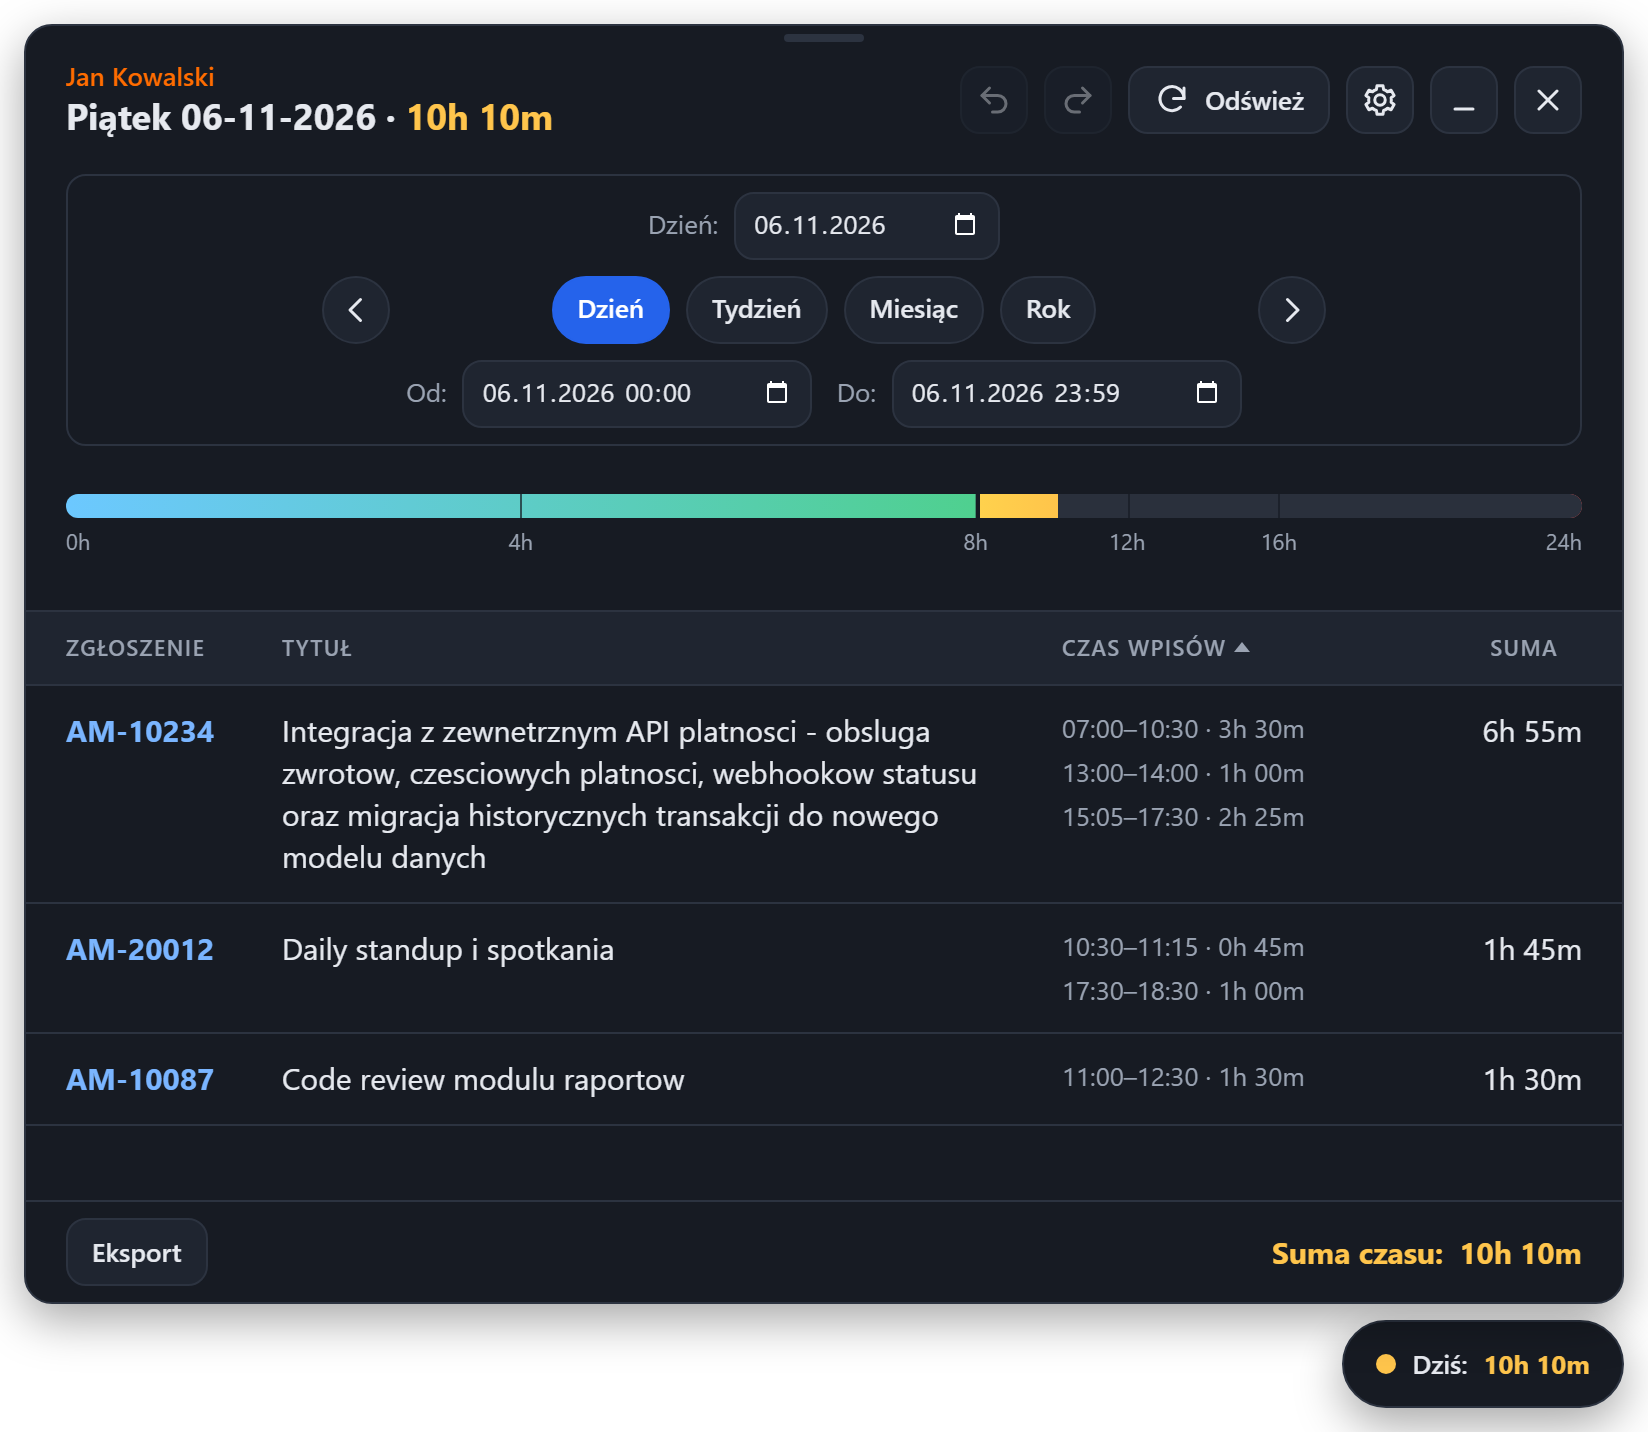 Jan Kowalski
Piątek 06-11-2026 · 10h 10m
Odśwież
Dzień: 06.11.2026
Dzień Tydzień Miesiąc Rok
Od: 06.11.2026 00:00 Do: 06.11.2026 23:59
0h 4h 8h 12h 16h 24h
ZGŁOSZENIE TYTUŁ CZAS WPISÓW SUMA
AM-10234 Integracja z zewnetrznym API platnosci - obsluga 07:00–10:30 · 3h 30m 6h 55m
zwrotow, czesciowych platnosci, webhookow statusu 13:00–14:00 · 1h 00m
oraz migracja historycznych transakcji do nowego 15:05–17:30 · 2h 25m
modelu danych
AM-20012 Daily standup i spotkania 10:30–11:15 · 0h 45m 1h 45m
17:30–18:30 · 1h 00m
AM-10087 Code review modulu raportow 11:00–12:30 · 1h 30m 1h 30m
Eksport Suma czasu: 10h 10m
Dziś: 10h 10m